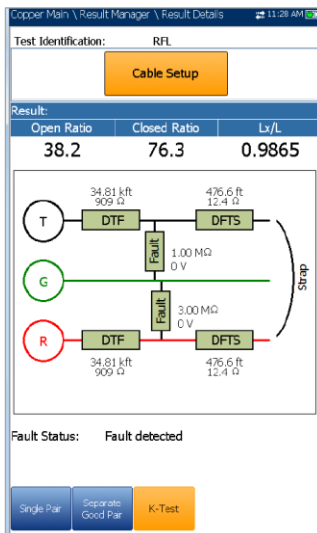 Copper Main \ Result Manager \ Result Details 11:28 AM
Test Identification: RFL
Cable Setup
Result:
Open Ratio Closed Ratio Lx/L
38.2 76.3 0.9865
34.81 kft 476.6 ft
909 Ω 12.4 Ω
T DTF DFTS
Fault 1.00 MΩ
0 V
G Strap
Fault 3.00 MΩ
0 V
R DTF DFTS
34.81 kft 476.6 ft
909 Ω 12.4 Ω
Fault Status: Fault detected
Single Pair Separate Good Pair K-Test